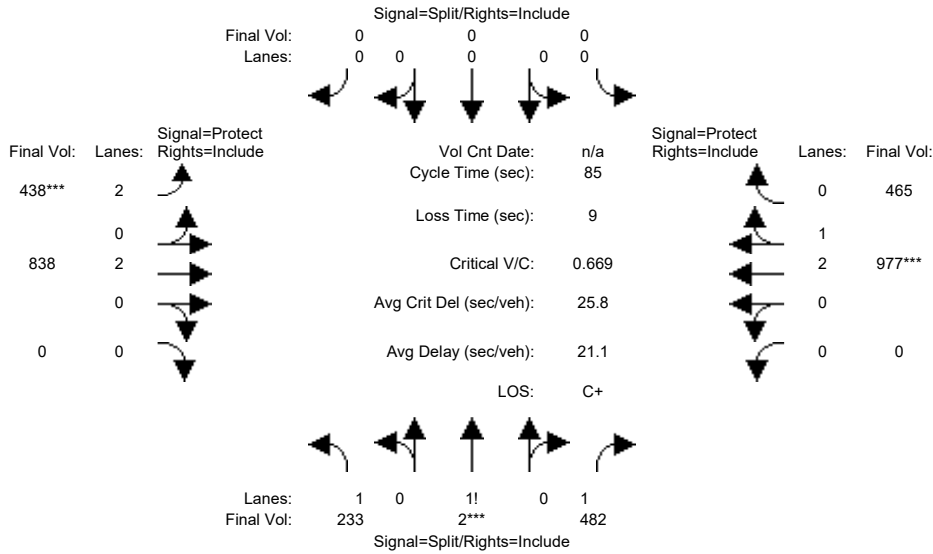 Signal=Split/Rights=Include
Final Vol: 0 0 0
Lanes: 0 0 0 0 0
Signal=Protect
Final Vol: Lanes: Rights=Include
Vol Cnt Date: n/a
Signal=Protect
Rights=Include Lanes: Final Vol:
Cycle Time (sec): 85
438*** 2
0 465
Loss Time (sec): 9
0
1
838 2
Critical V/C: 0.669
2 977***
0
Avg Crit Del (sec/veh): 25.8
0
0 0
Avg Delay (sec/veh): 21.1
0 0
LOS: C+
Lanes: 1 0 1! 0 1
Final Vol: 233 2*** 482
Signal=Split/Rights=Include